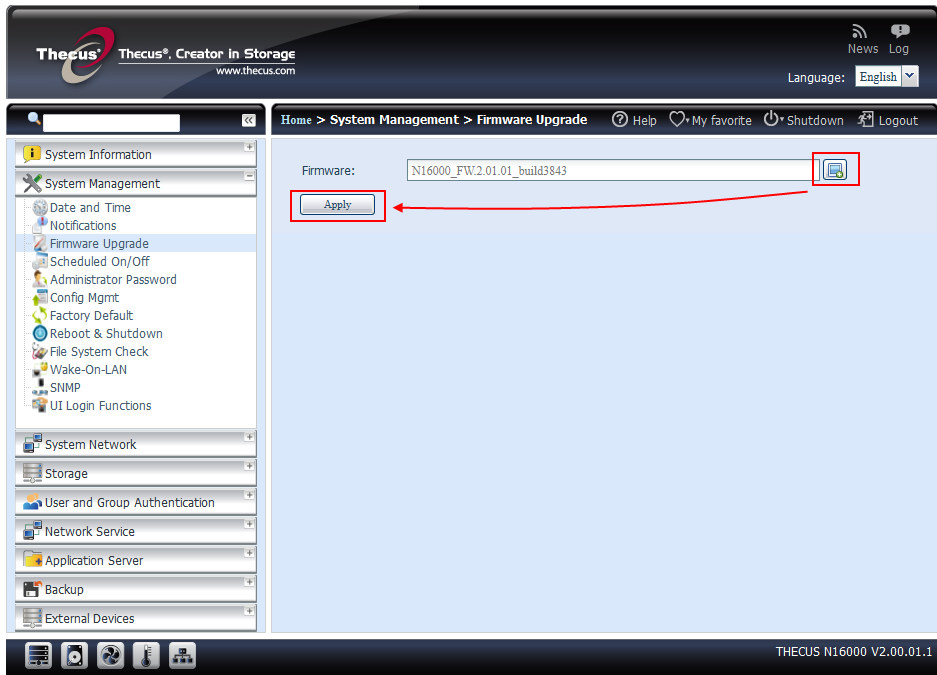 Thecus®
Thecus®, Creator in Storage
www.thecus.com
News Log
Language: English
Home > System Management > Firmware Upgrade
Help My favorite Shutdown Logout
System Information
System Management
Date and Time
Notifications
Firmware Upgrade
Scheduled On/Off
Administrator Password
Config Mgmt
Factory Default
Reboot & Shutdown
File System Check
Wake-On-LAN
SNMP
UI Login Functions
System Network
Storage
User and Group Authentication
Network Service
Application Server
Backup
External Devices
Firmware: N16000_FW.2.01.01_build3843
Apply
THECUS N16000 V2.00.01.1